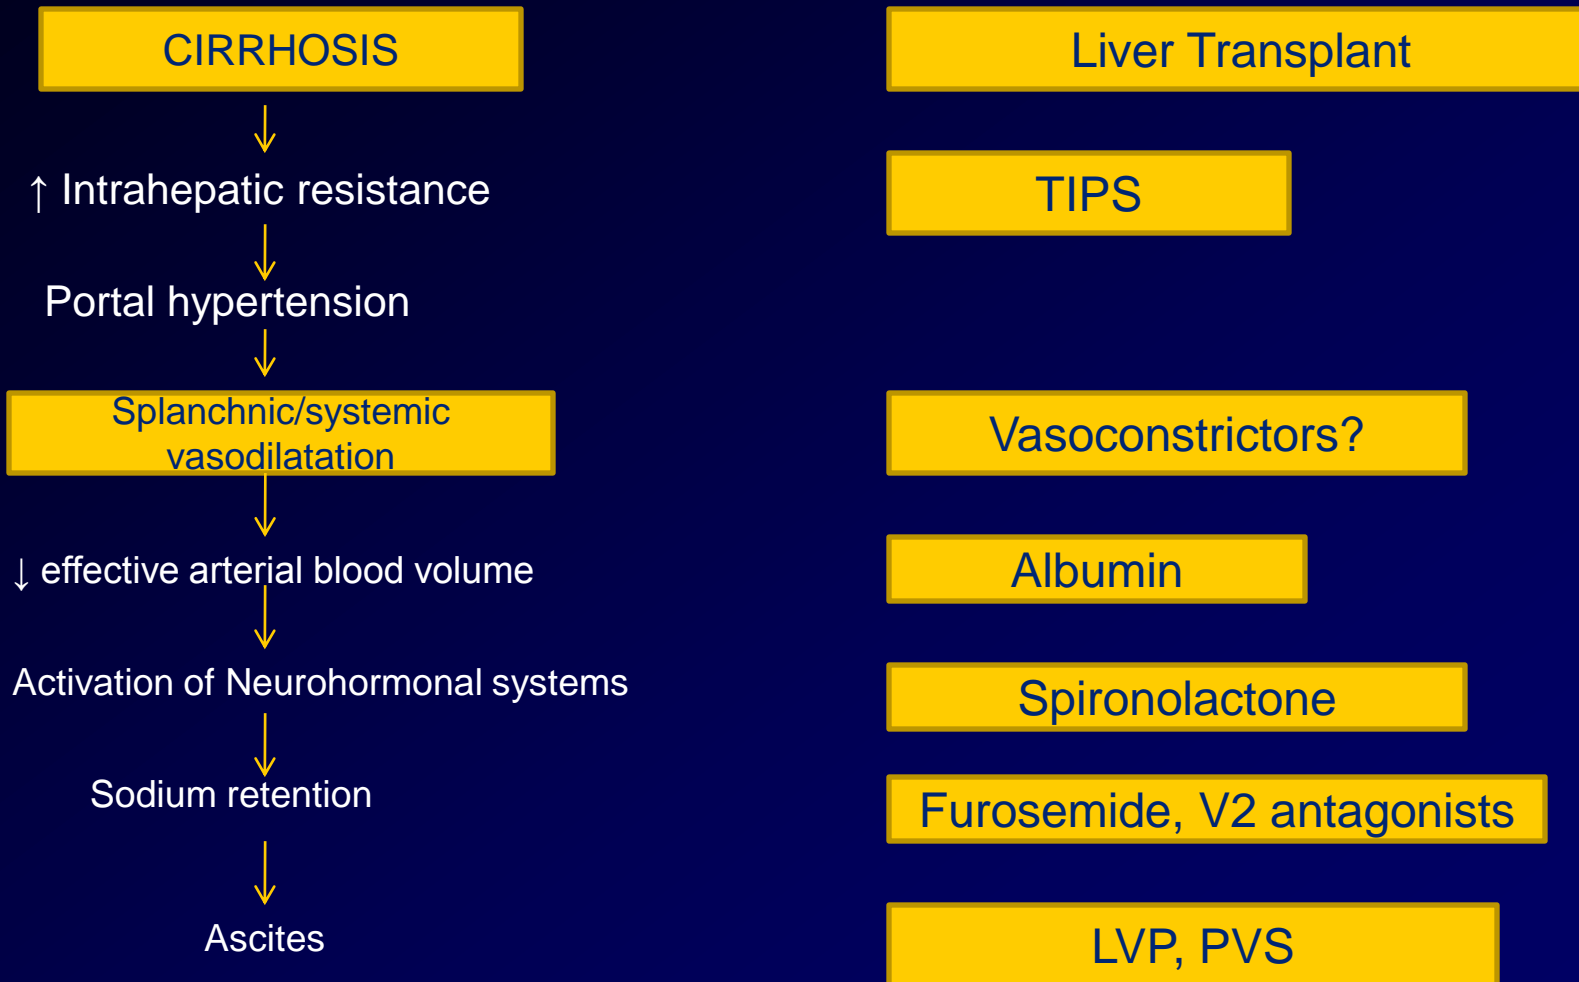 CIRRHOSIS
Liver Transplant
↑ Intrahepatic resistance
TIPS
Portal hypertension
Splanchnic/systemic
vasodilatation
Vasoconstrictors?
↓ effective arterial blood volume
Albumin
Activation of Neurohormonal systems
Spironolactone
Sodium retention
Furosemide, V2 antagonists
Ascites
LVP, PVS